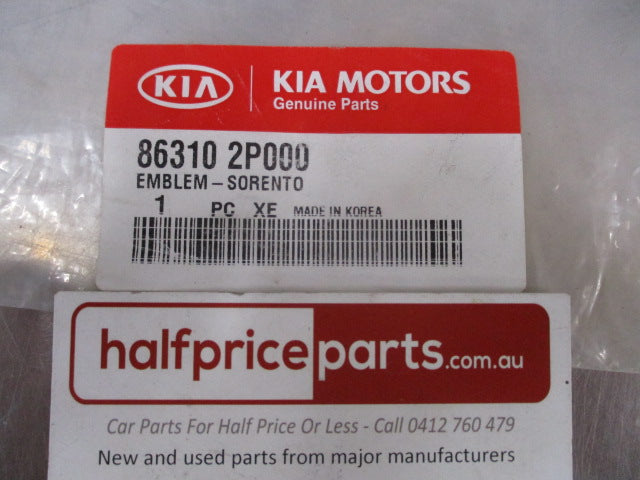 KIA KIA MOTORS
Genuine Parts
86310 2P000
EMBLEM-SORENTO
1 PC XE MADE IN KOREA
halfpriceparts.com.au
Car Parts For Half Price Or Less - Call 0412 760 479
New and used parts from major manufacturers